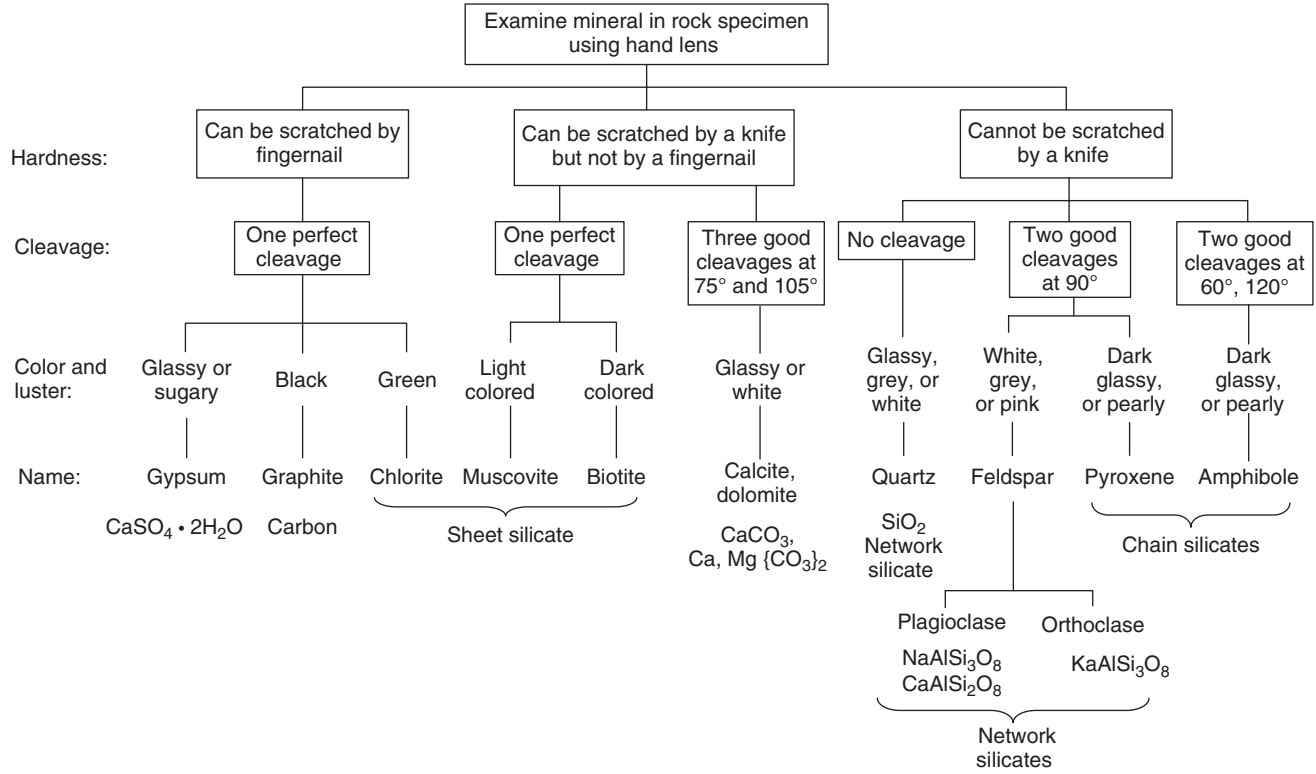 Examine mineral in rock specimen
using hand lens
Hardness:
Can be scratched by
fingernail
Can be scratched by a knife
but not by a fingernail
Cannot be scratched
by a knife
Cleavage:
One perfect
cleavage
One perfect
cleavage
Three good
cleavages at
75° and 105°
No cleavage
Two good
cleavages
at 90°
Two good
cleavages at
60°, 120°
Color and
luster:
Glassy or
sugary
Black
Green
Light
colored
Dark
colored
Glassy or
white
Glassy,
grey, or
white
White,
grey,
or pink
Dark
glassy,
or pearly
Dark
glassy,
or pearly
Name:
Gypsum
Graphite
Chlorite
Muscovite
Biotite
Calcite,
dolomite
Quartz
Feldspar
Pyroxene
Amphibole
CaSO₄ • 2H₂O
Carbon
Sheet silicate
CaCO₃,
Ca, Mg {CO₃}₂
SiO₂
Network
silicate
Chain silicates
Plagioclase
NaAlSi₃O₈
CaAlSi₂O₈
Orthoclase
KaAlSi₃O₈
Network
silicates